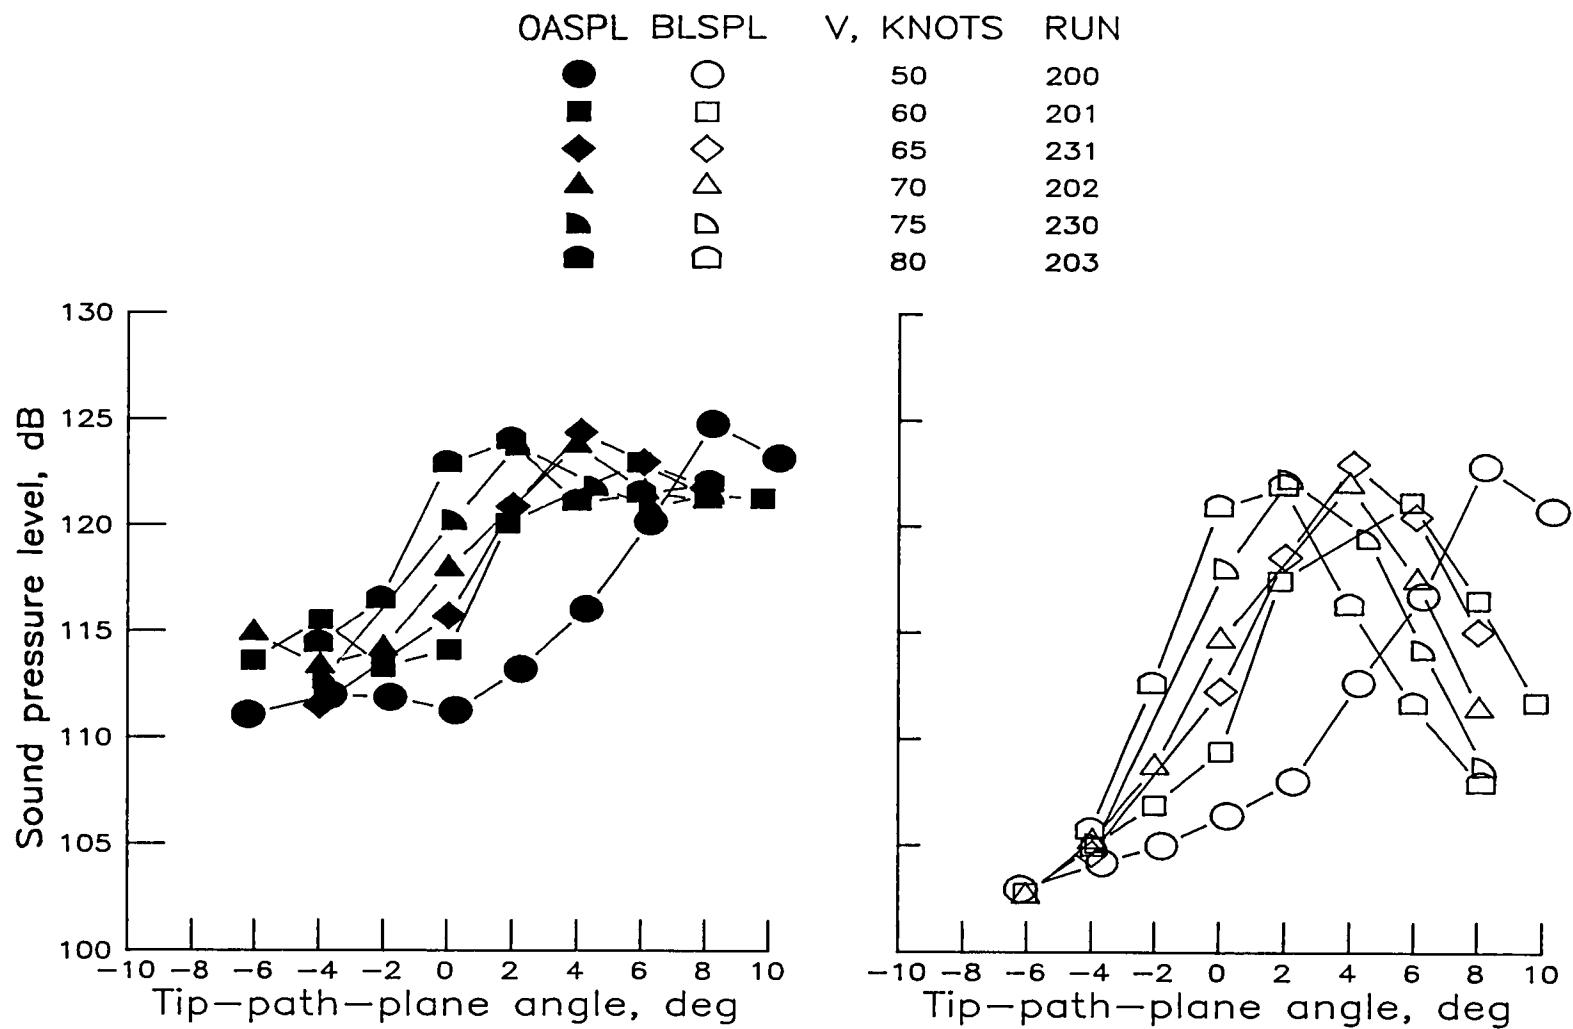 OASPL BLSPL V, KNOTS RUN
50 200
60 201
65 231
70 202
75 230
80 203
130
125
120
115
110
105
100
Sound pressure level, dB
-10 -8 -6 -4 -2 0 2 4 6 8 10
Tip-path-plane angle, deg
-10 -8 -6 -4 -2 0 2 4 6 8 10
Tip-path-plane angle, deg